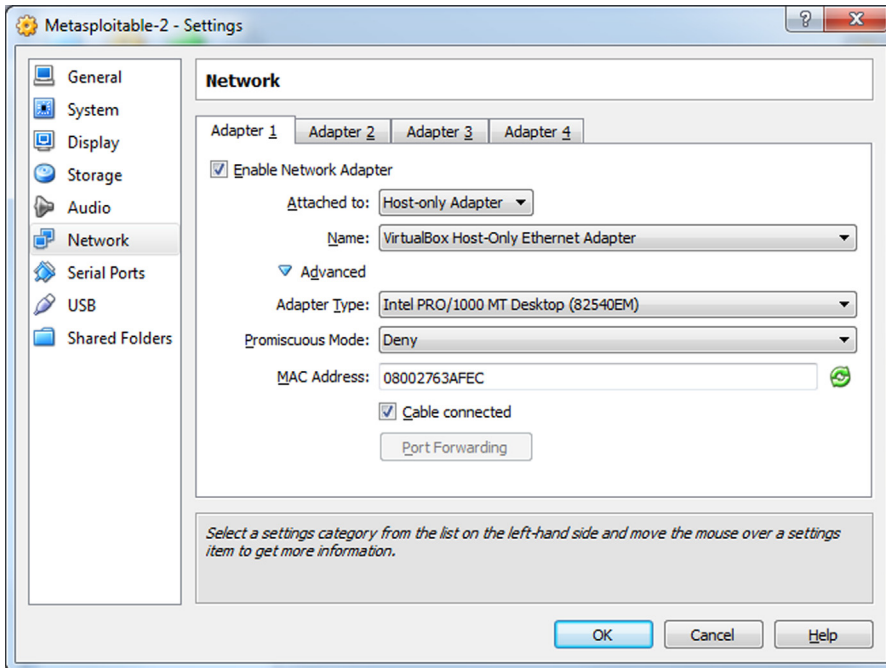 Metasploitable-2 - Settings
General
System
Display
Storage
Audio
Network
Serial Ports
USB
Shared Folders
Network
Adapter 1 Adapter 2 Adapter 3 Adapter 4
Enable Network Adapter
Attached to: Host-only Adapter
Name: VirtualBox Host-Only Ethernet Adapter
Advanced
Adapter Type: Intel PRO/1000 MT Desktop (82540EM)
Promiscuous Mode: Deny
MAC Address: 08002763AFEC
Cable connected
Port Forwarding
Select a settings category from the list on the left-hand side and move the mouse over a settings
item to get more information.
OK Cancel Help